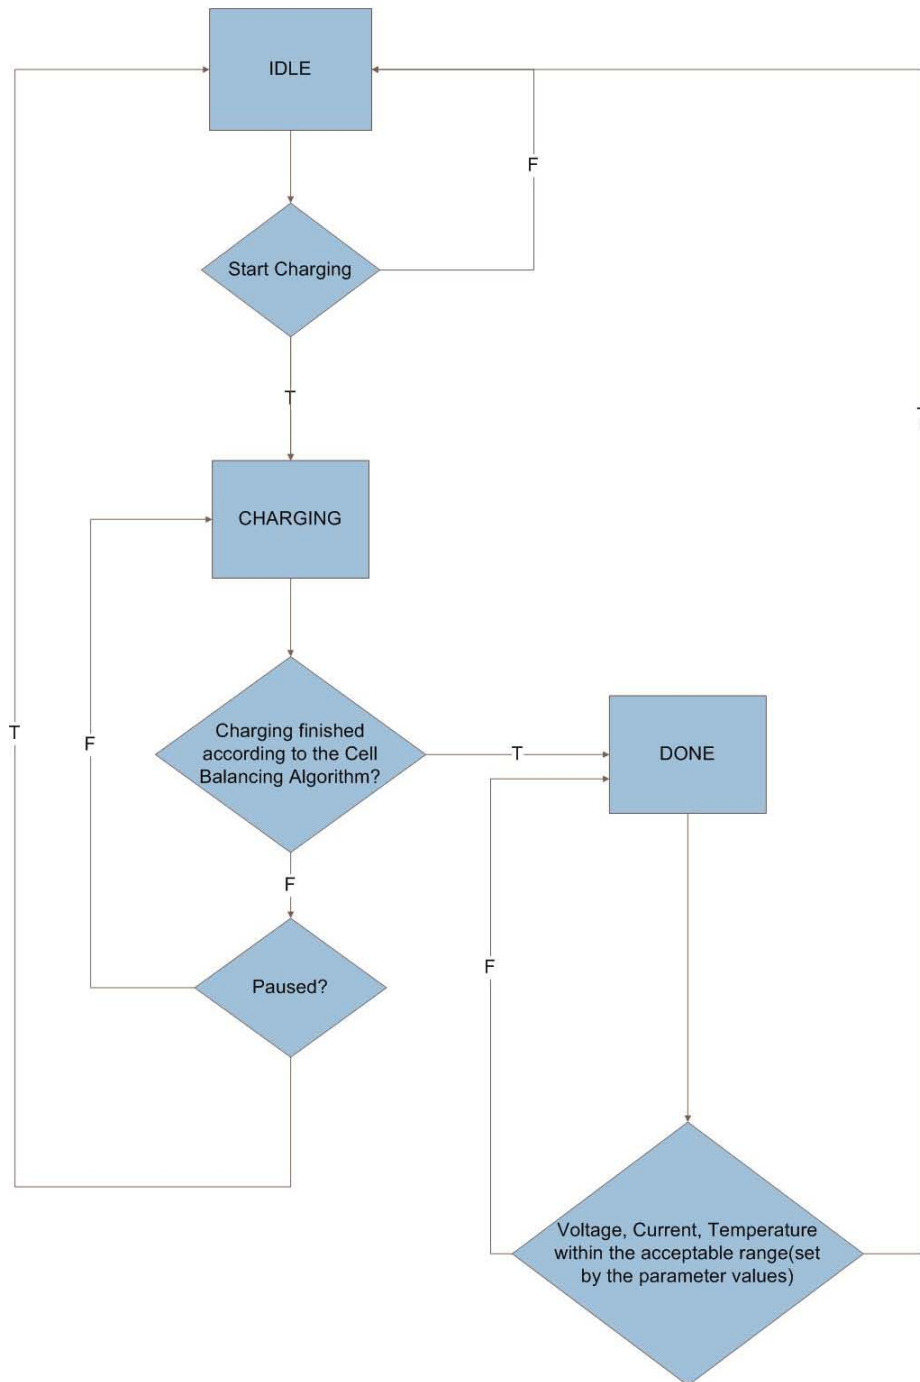 IDLE
F
Start Charging
T
CHARGING
Charging finished
according to the Cell
Balancing Algorithm?
T
DONE
T
F
F
Paused?
F
Voltage, Current, Temperature
within the acceptable range(set
by the parameter values)